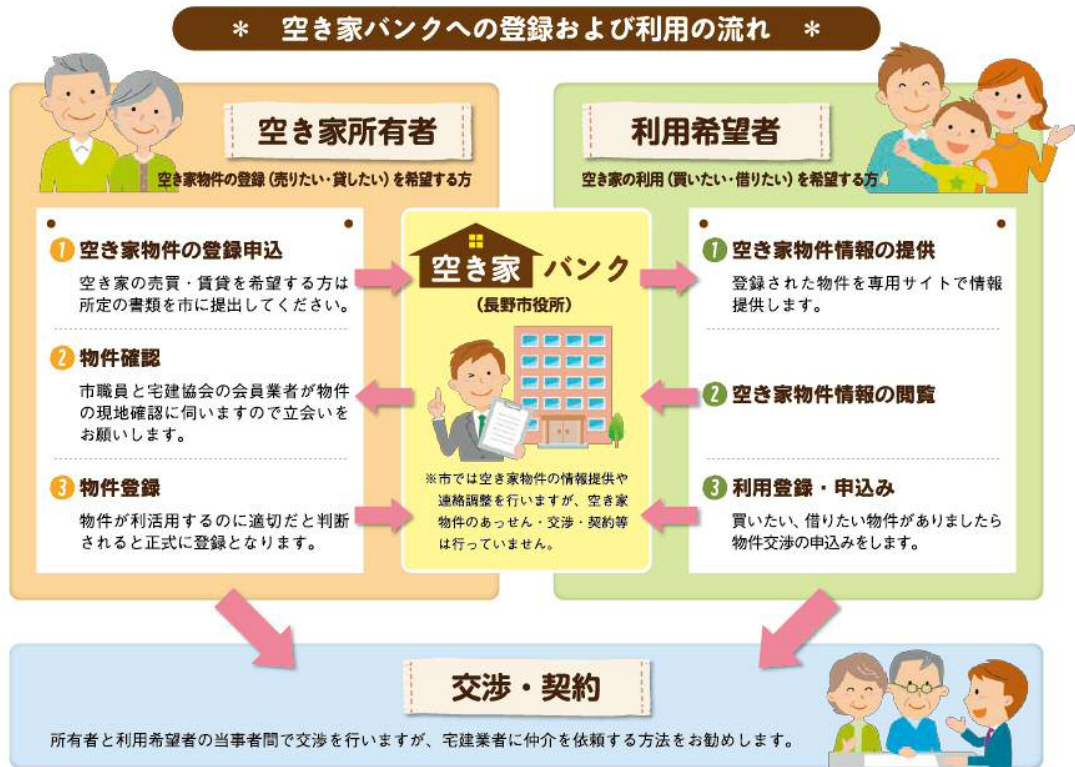 * 空き家バンクへの登録および利用の流れ *
空き家所有者
空き家物件の登録(売りたい・貸したい)を希望する方
1 空き家物件の登録申込
空き家の売買・賃貸を希望する方は
所定の書類を市に提出してください。
2 物件確認
市職員と宅建協会の会員業者が物件
の現地確認に伺いますので立会いを
お願いします。
3 物件登録
物件が利活用するのに適切だと判断
されると正式に登録となります。
空き家バンク
(長野市役所)
※市では空き家物件の情報提供や
連絡調整を行いますが、空き家
物件のあっせん・交渉・契約等
は行っていません。
利用希望者
空き家の利用(買いたい・借りたい)を希望する方
1 空き家物件情報の提供
登録された物件を専用サイトで情報
提供します。
2 空き家物件情報の閲覧
3 利用登録・申込み
買いたい、借りたい物件がありましたら
物件交渉の申込みをします。
交渉・契約
所有者と利用希望者の当事者間で交渉を行いますが、宅建業者に仲介を依頼する方法をお勧めします。